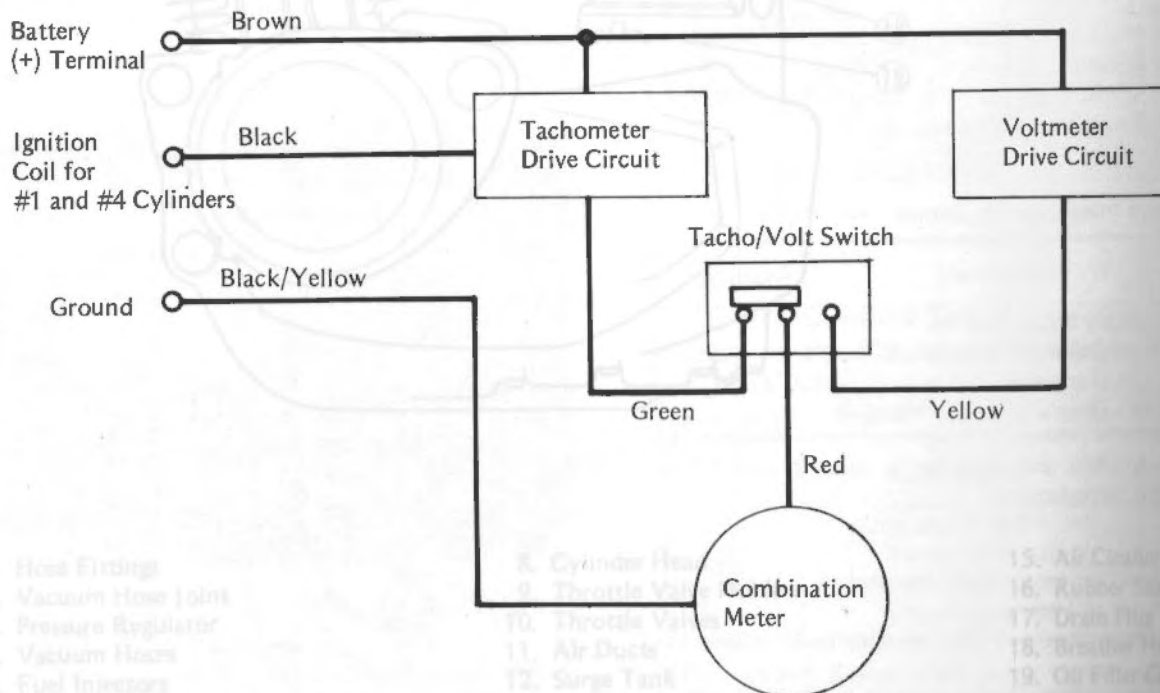 Battery
(+) Terminal
Brown
Ignition
Coil for
#1 and #4 Cylinders
Black
Tachometer
Drive Circuit
Voltmeter
Drive Circuit
Tacho/Volt Switch
Ground
Black/Yellow
Green
Yellow
Red
Combination
Meter
Hose Fittings
Vacuum Hose Joint
Pressure Regulator
Vacuum Hoses
Fuel Injectors
8. Cylinder Head
9. Throttle Valve
10. Throttle Valves
11. Air Ducts
12. Surge Tank
15. Air
16. Rubber
17. Drain
18. Breather
19. Oil Filler